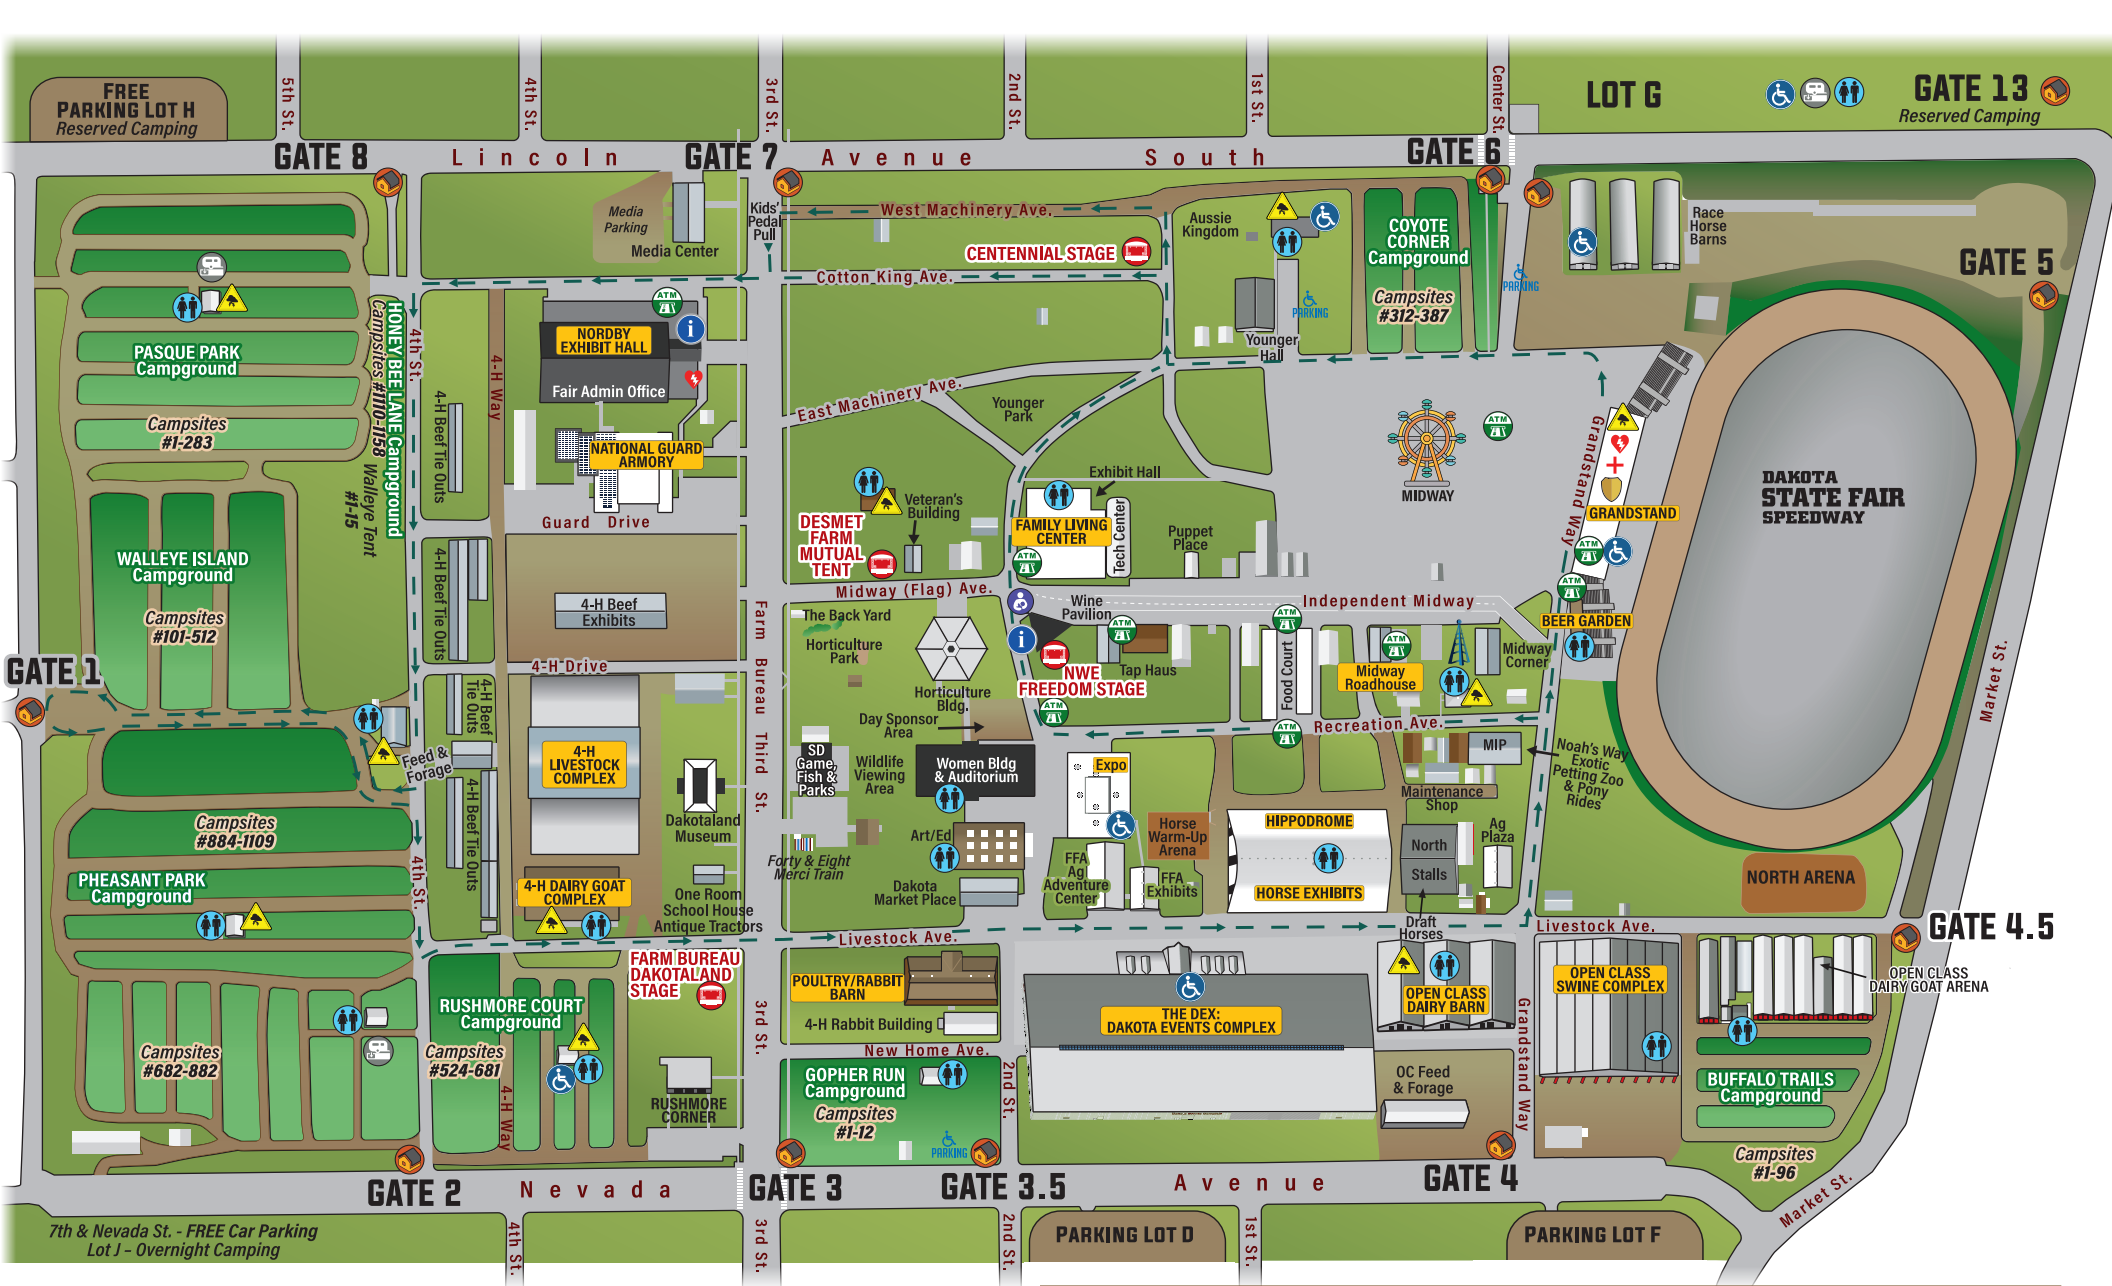 FREE
PARKING LOT H
Reserved Camping
5th St.
4th St.
3rd St.
2nd St.
1st St.
Center St.
LOT G
GATE 13
Reserved Camping
GATE 8
Lincoln
GATE 7
Avenue
South
GATE 6
Media
Parking
Media Center
Kids'
Pedal
Pull
West Machinery Ave.
CENTENNIAL STAGE
Cotton King Ave.
Aussie
Kingdom
COYOTE
CORNER
Campground
Campsites
#312-387
PARKING
PARKING
Race
Horse
Barns
GATE 5
Younger
Hall
PASQUE PARK
Campground
Campsites
#1-283
HONEY BEE LANE Campground
Campsites #1110-1158
Walleye Tent
#1-15
4th St.
4-H Way
4-H Beef Tie Outs
ATM
NORDBY
EXHIBIT HALL
i
Fair Admin Office
NATIONAL GUARD
ARMORY
Guard Drive
East Machinery Ave.
Younger
Park
MIDWAY
ATM
Grandstand Way
GRANDSTAND
DAKOTA
STATE FAIR
SPEEDWAY
Exhibit Hall
Veteran's
Building
DESMET
FARM
MUTUAL
TENT
FAMILY LIVING
CENTER
Tech Center
ATM
Puppet
Place
ATM
ATM
WALLEYE ISLAND
Campground
Campsites
#101-512
4-H Beef Tie Outs
4-H Beef
Exhibits
Midway (Flag) Ave.
Independent Midway
BEER GARDEN
The Back Yard
Horticulture
Park
Wine
Pavilion
ATM
i
Tap Haus
NWE
FREEDOM STAGE
ATM
ATM
Food Court
ATM
ATM
Midway
Roadhouse
Midway
Corner
Recreation Ave.
Market St.
GATE 1
4-H Drive
Farm Bureau Third St.
Horticulture
Bldg.
Day Sponsor
Area
4-H Beef
Tie Outs
Feed &
Forage
4-H Beef Tie Outs
4-H
LIVESTOCK
COMPLEX
Dakotaland
Museum
SD
Game,
Fish &
Parks
Wildlife
Viewing
Area
Women Bldg
& Auditorium
Expo
MIP
Noah's Way
Exotic
Petting Zoo
& Pony
Rides
Maintenance
Shop
Campsites
#884-1109
PHEASANT PARK
Campground
4th St.
Forty & Eight
Merci Train
Art/Ed
Dakota
Market Place
FFA
Ag
Adventure
Center
FFA
Exhibits
Horse
Warm-Up
Arena
HIPPODROME
HORSE EXHIBITS
North
Stalls
Ag
Plaza
NORTH ARENA
4-H DAIRY GOAT
COMPLEX
One Room
School House
Antique Tractors
Livestock Ave.
Draft
Horses
Livestock Ave.
GATE 4.5
FARM BUREAU
DAKOTALAND
STAGE
RUSHMORE COURT
Campground
Campsites
#524-681
4-H Way
POULTRY/RABBIT
BARN
4-H Rabbit Building
New Home Ave.
3rd St.
THE DEX:
DAKOTA EVENTS COMPLEX
OPEN CLASS
DAIRY BARN
OPEN CLASS
SWINE COMPLEX
OPEN CLASS
DAIRY GOAT ARENA
Campsites
#682-882
RUSHMORE
CORNER
GOPHER RUN
Campground
Campsites
#1-12
PARKING
2nd St.
OC Feed
& Forage
Grandstand Way
BUFFALO TRAILS
Campground
Campsites
#1-96
GATE 2
Nevada
GATE 3
GATE 3.5
Avenue
GATE 4
Market St.
7th & Nevada St. - FREE Car Parking
Lot J – Overnight Camping
4th St.
3rd St.
2nd St.
PARKING LOT D
1st St.
PARKING LOT F